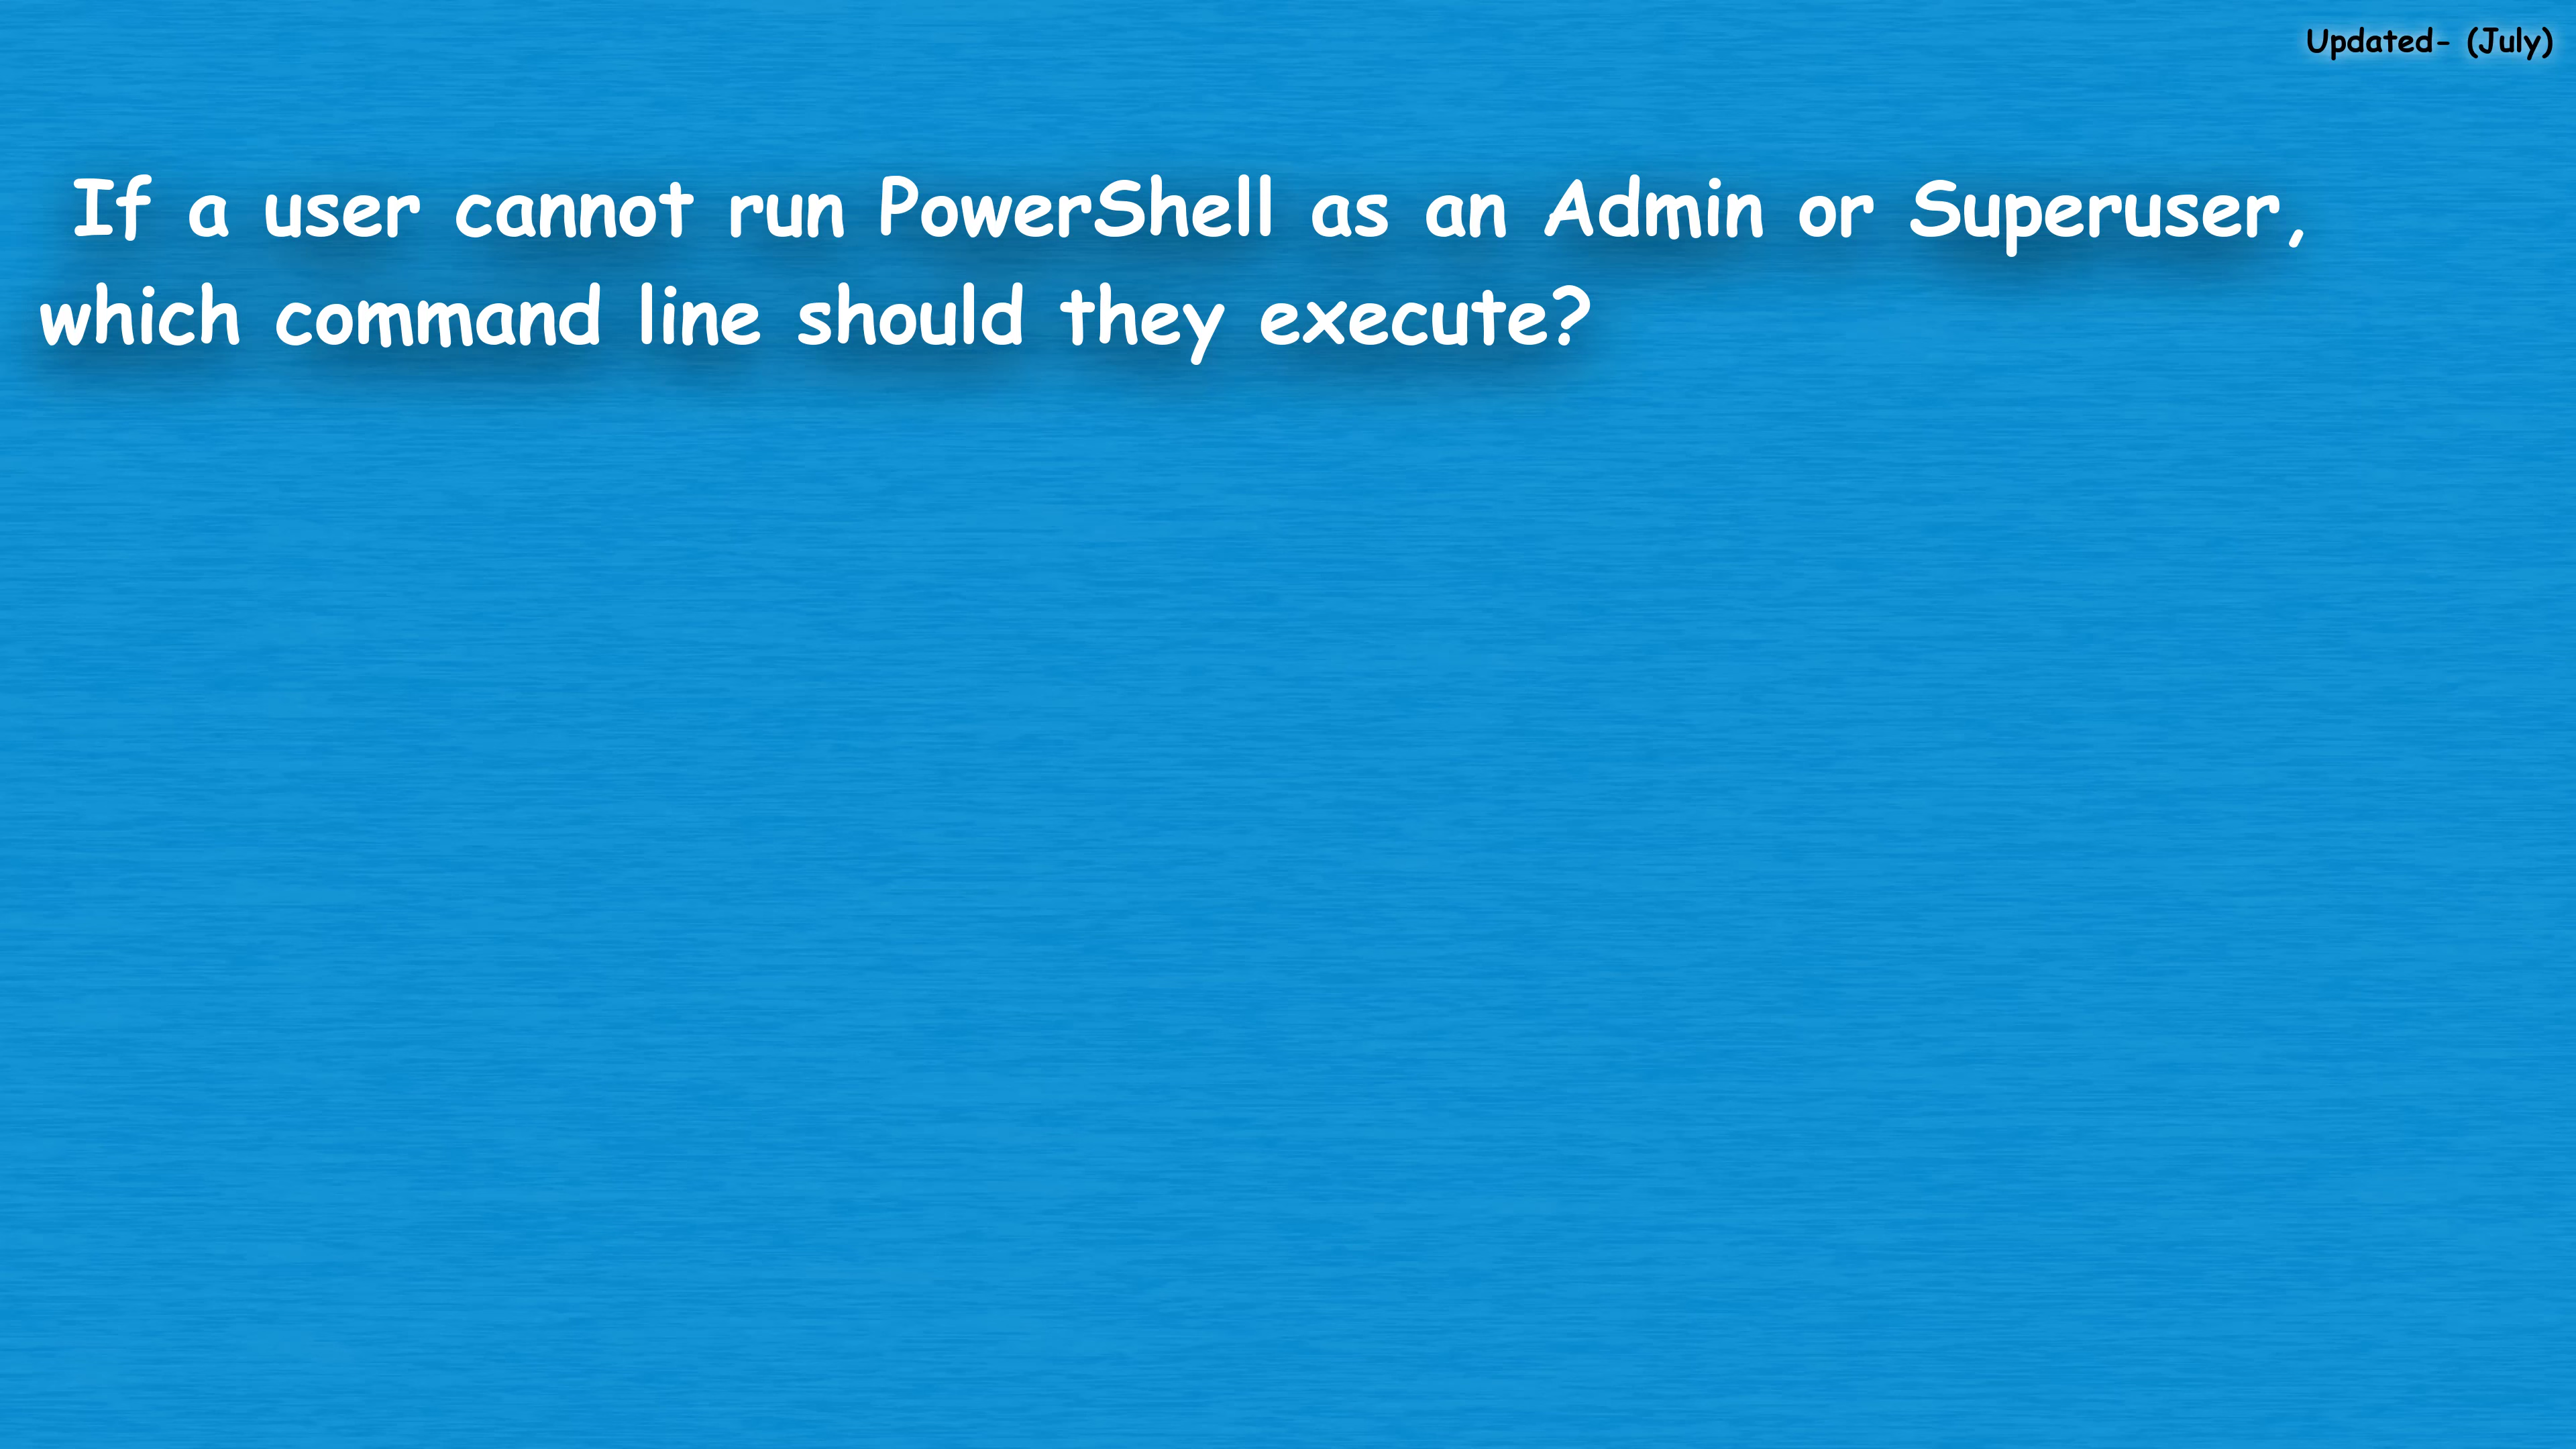 Updated- (July)
If a user cannot run PowerShell as an Admin or Superuser,
which command line should they execute?